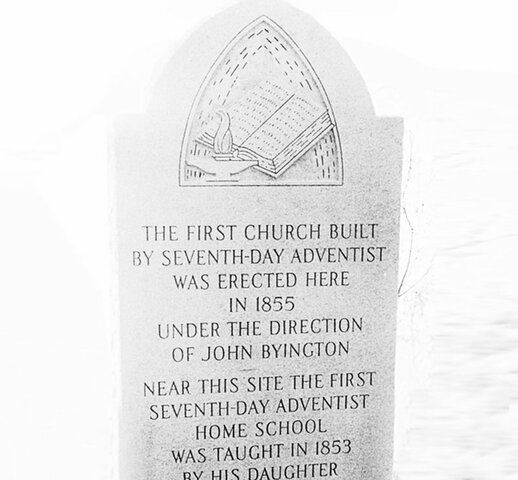 THE FIRST CHURCH BUILT
BY SEVENTH-DAY ADVENTIST
WAS ERECTED HERE
IN 1855
UNDER THE DIRECTION
OF JOHN BYINGTON
NEAR THIS SITE THE FIRST
SEVENTH-DAY ADVENTIST
HOME SCHOOL
WAS TAUGHT IN 1853
BY HIS DAUGHTER